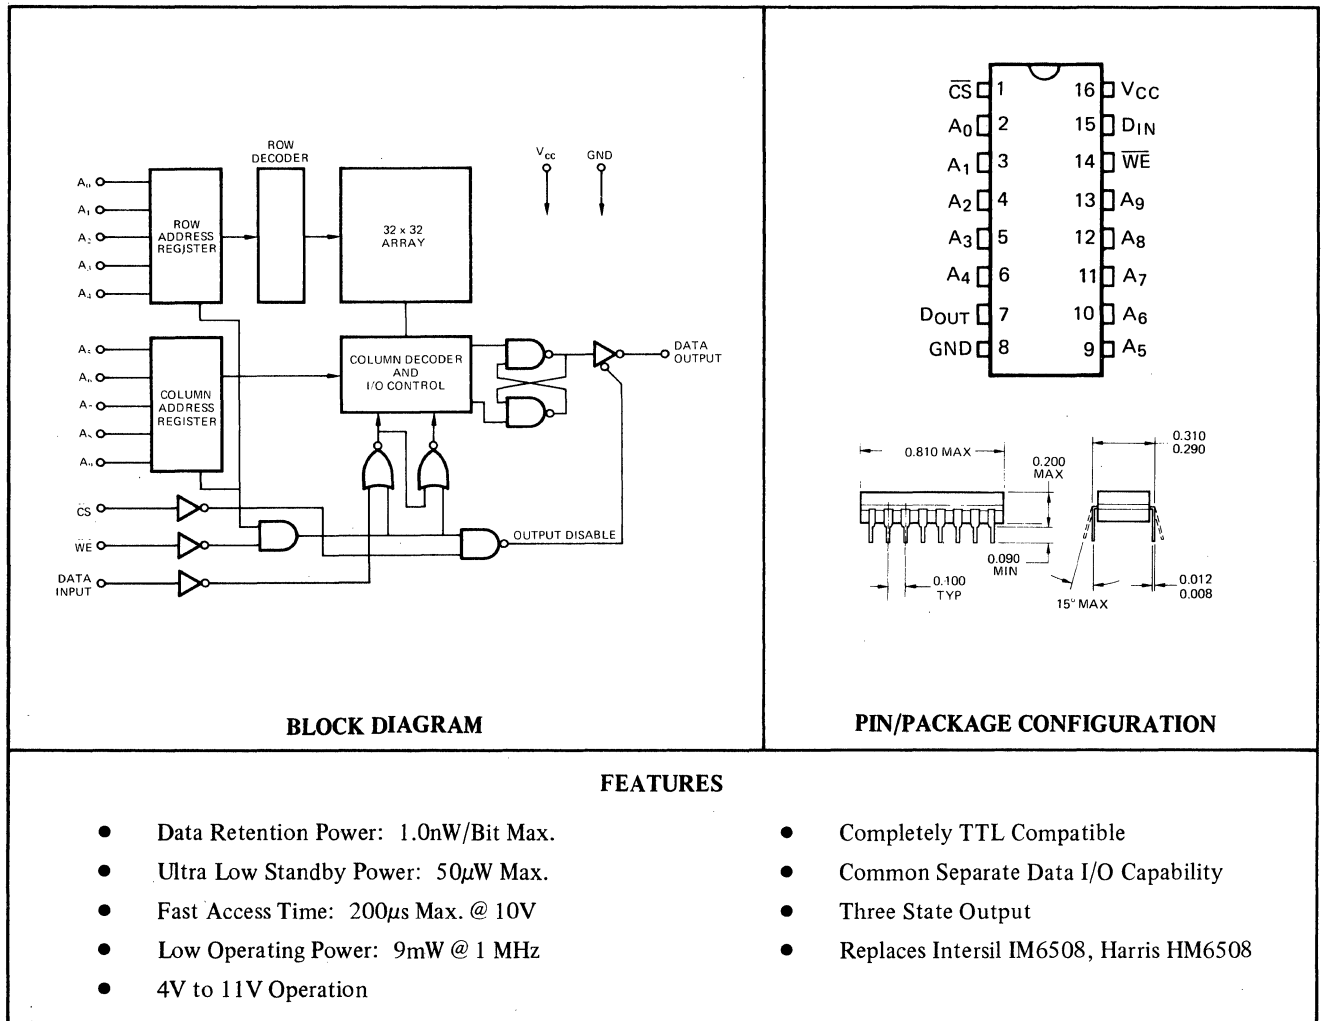 ROW
DECODER
Vcc
GND
A₀
A₁
A₂
A₃
A₄
ROW
ADDRESS
REGISTER
32 x 32
ARRAY
A₅
A₆
A₇
A₈
A₉
COLUMN
ADDRESS
REGISTER
COLUMN DECODER
AND
I/O CONTROL
DATA
OUTPUT
CS
WE
DATA
INPUT
OUTPUT DISABLE
BLOCK DIAGRAM
C̅S̅ 1 16 VCC
A0 2 15 DIN
A1 3 14 W̅E̅
A2 4 13 A9
A3 5 12 A8
A4 6 11 A7
DOUT 7 10 A6
GND 8 9 A5
0.810 MAX
0.200
MAX
0.310
0.290
0.090
MIN
0.100
TYP
15° MAX
0.012
0.008
PIN/PACKAGE CONFIGURATION
FEATURES
● Data Retention Power: 1.0nW/Bit Max.
● Ultra Low Standby Power: 50μW Max.
● Fast Access Time: 200μs Max. @ 10V
● Low Operating Power: 9mW @ 1 MHz
● 4V to 11V Operation
● Completely TTL Compatible
● Common Separate Data I/O Capability
● Three State Output
● Replaces Intersil IM6508, Harris HM6508